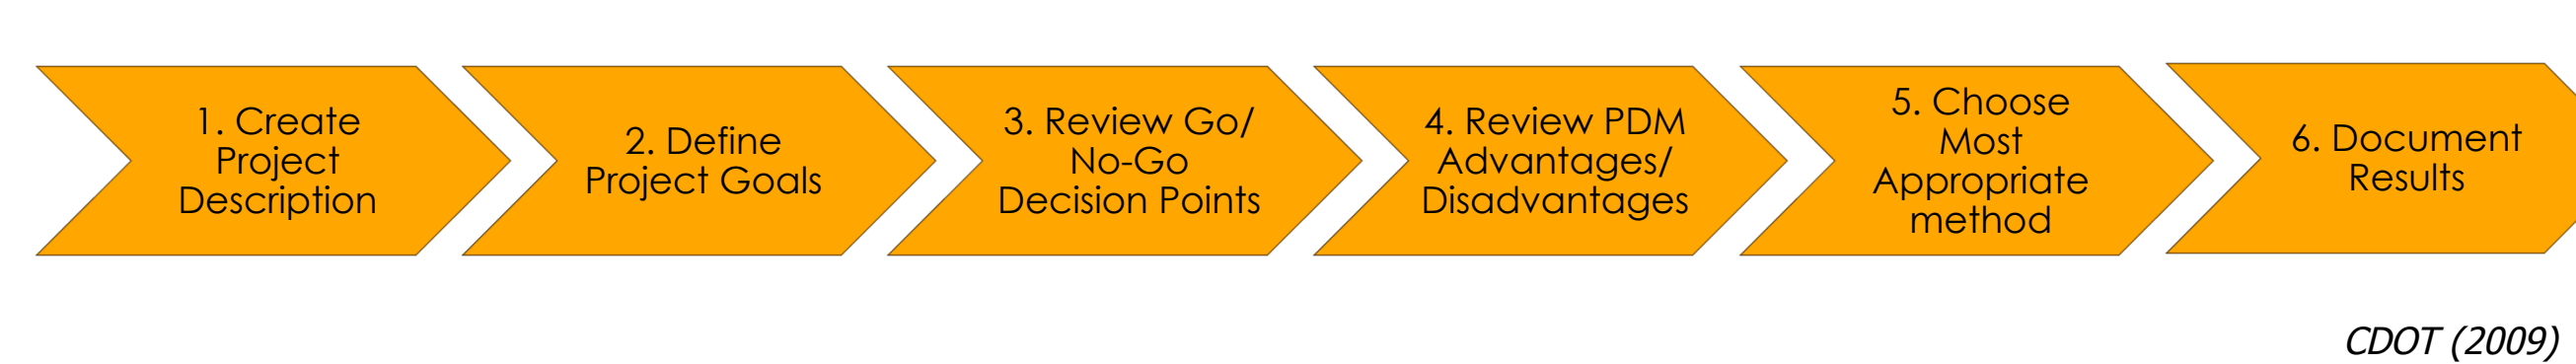 1. Create
Project
Description
2. Define
Project Goals
3. Review Go/
No-Go
Decision Points
4. Review PDM
Advantages/
Disadvantages
5. Choose
Most
Appropriate
method
6. Document
Results
CDOT (2009)